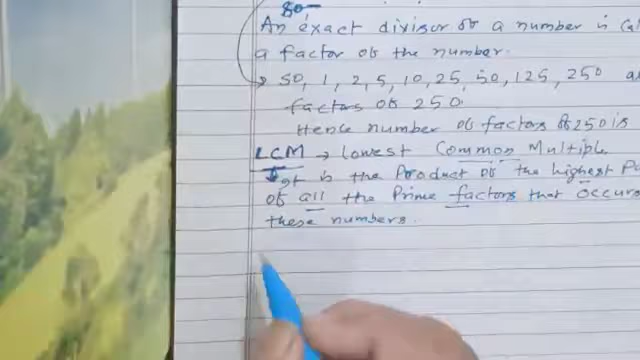 So
An exact divisor of a number is
a factor of the number.
→ So, 1, 2, 5, 10, 25, 50, 125, 250
factors of 250
Hence number of factors of 250 is
LCM → lowest Common Multiple
It is the Product of the highest
of all the Prime factors that occurs
these numbers.